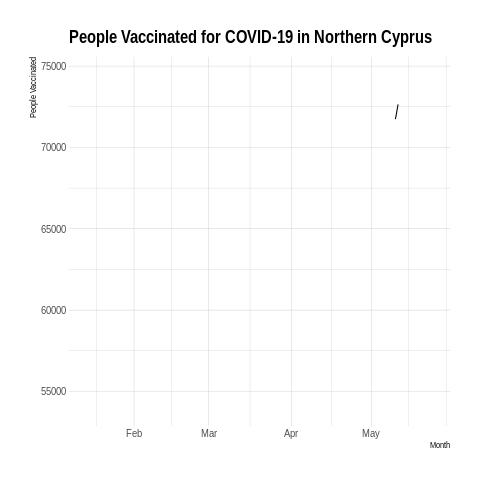 People Vaccinated for COVID-19 in Northern Cyprus
People Vaccinated
75000
70000
65000
60000
55000
Feb Mar Apr May
Month